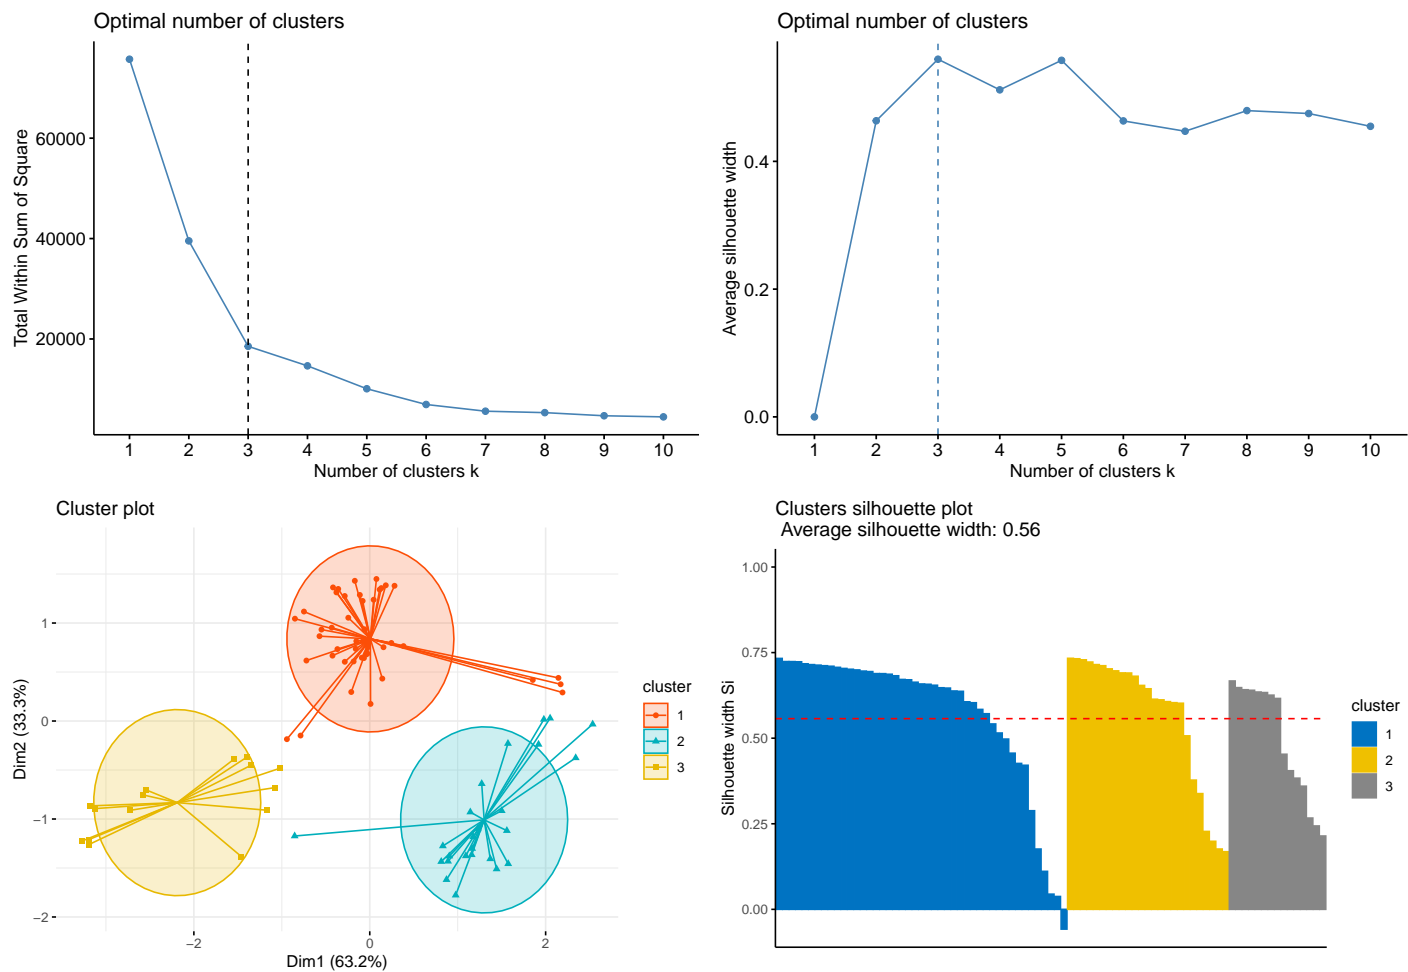 Optimal number of clusters
Total Within Sum of Square
60000
40000
20000
1 2 3 4 5 6 7 8 9 10
Number of clusters k
Optimal number of clusters
Average silhouette width
0.4
0.2
0.0
1 2 3 4 5 6 7 8 9 10
Number of clusters k
Cluster plot
Dim2 (33.3%)
1
0
−1
−2
−2 0 2
Dim1 (63.2%)
cluster
1
2
3
Clusters silhouette plot
Average silhouette width: 0.56
Silhouette width Si
1.00
0.75
0.50
0.25
0.00
cluster
1
2
3